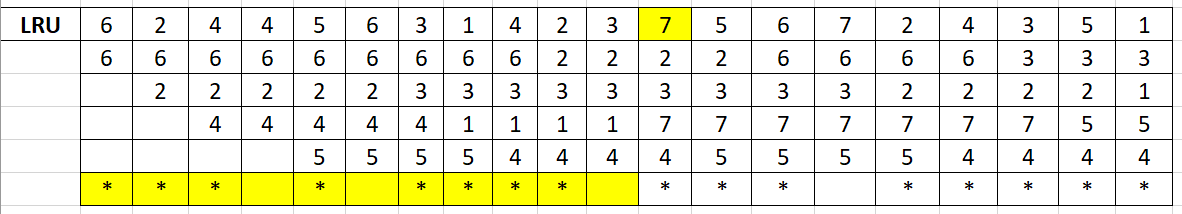 LRU 6 2 4 4 5 6 3 1 4 2 3 7 5 6 7 2 4 3 5 1
6 6 6 6 6 6 6 6 6 2 2 2 2 6 6 6 6 3 3 3
2 2 2 2 2 3 3 3 3 3 3 3 3 3 2 2 2 2 1
4 4 4 4 4 1 1 1 1 7 7 7 7 7 7 7 5 5
5 5 5 5 4 4 4 4 5 5 5 5 4 4 4 4
* * * * * * * * * * * * * * * *